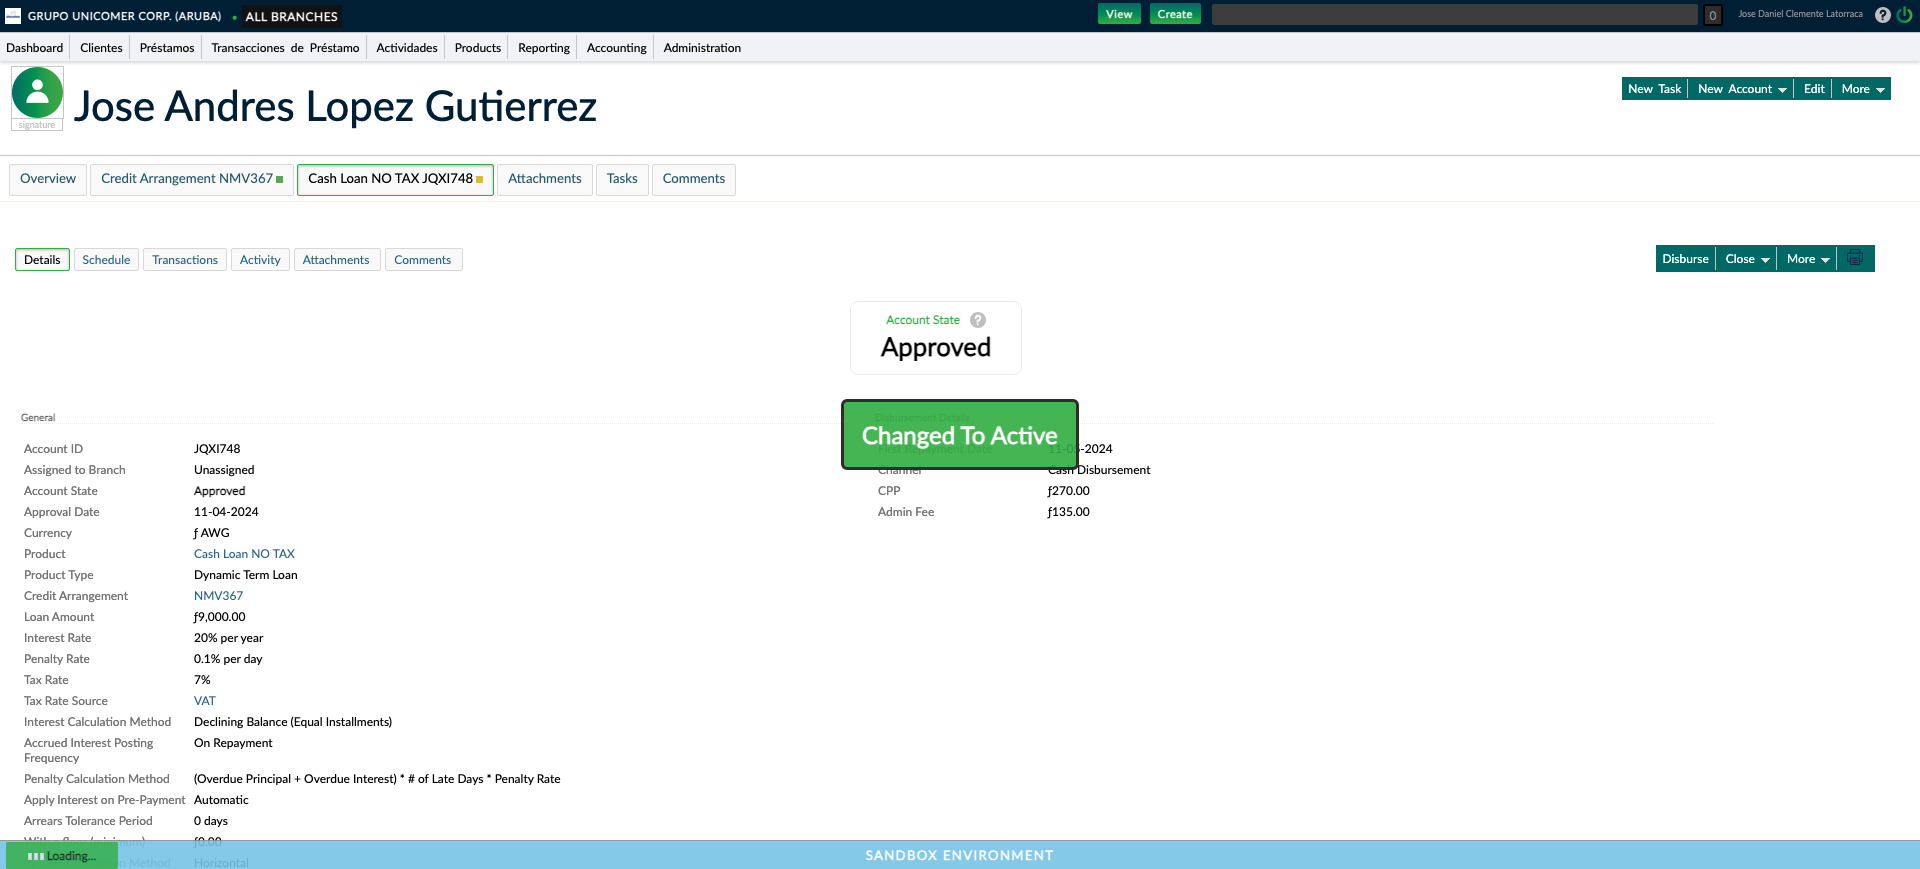 GRUPO UNICOMER CORP. (ARUBA) • ALL BRANCHES View Create 0 Jose Daniel Clemente Latorraca ?
Dashboard Clientes Préstamos Transacciones de Préstamo Actividades Products Reporting Accounting Administration
signature
Jose Andres Lopez Gutierrez
New Task New Account Edit More
Overview Credit Arrangement NMV367 Cash Loan NO TAX JQXI748 Attachments Tasks Comments
Details Schedule Transactions Activity Attachments Comments
Disburse Close More
Account State ?
Approved
Changed To Active
General
Account ID JQXI748
Assigned to Branch Unassigned
Account State Approved
Approval Date 11-04-2024
Currency ƒ AWG
Product Cash Loan NO TAX
Product Type Dynamic Term Loan
Credit Arrangement NMV367
Loan Amount ƒ9,000.00
Interest Rate 20% per year
Penalty Rate 0.1% per day
Tax Rate 7%
Tax Rate Source VAT
Interest Calculation Method Declining Balance (Equal Installments)
Accrued Interest Posting
Frequency On Repayment
Penalty Calculation Method (Overdue Principal + Overdue Interest) * # of Late Days * Penalty Rate
Apply Interest on Pre-Payment Automatic
Arrears Tolerance Period 0 days
ƒ0.00
Method Horizontal
Disbursement Details
First Repayment Date 11-05-2024
Channel Cash Disbursement
CPP ƒ270.00
Admin Fee ƒ135.00
Loading...
SANDBOX ENVIRONMENT